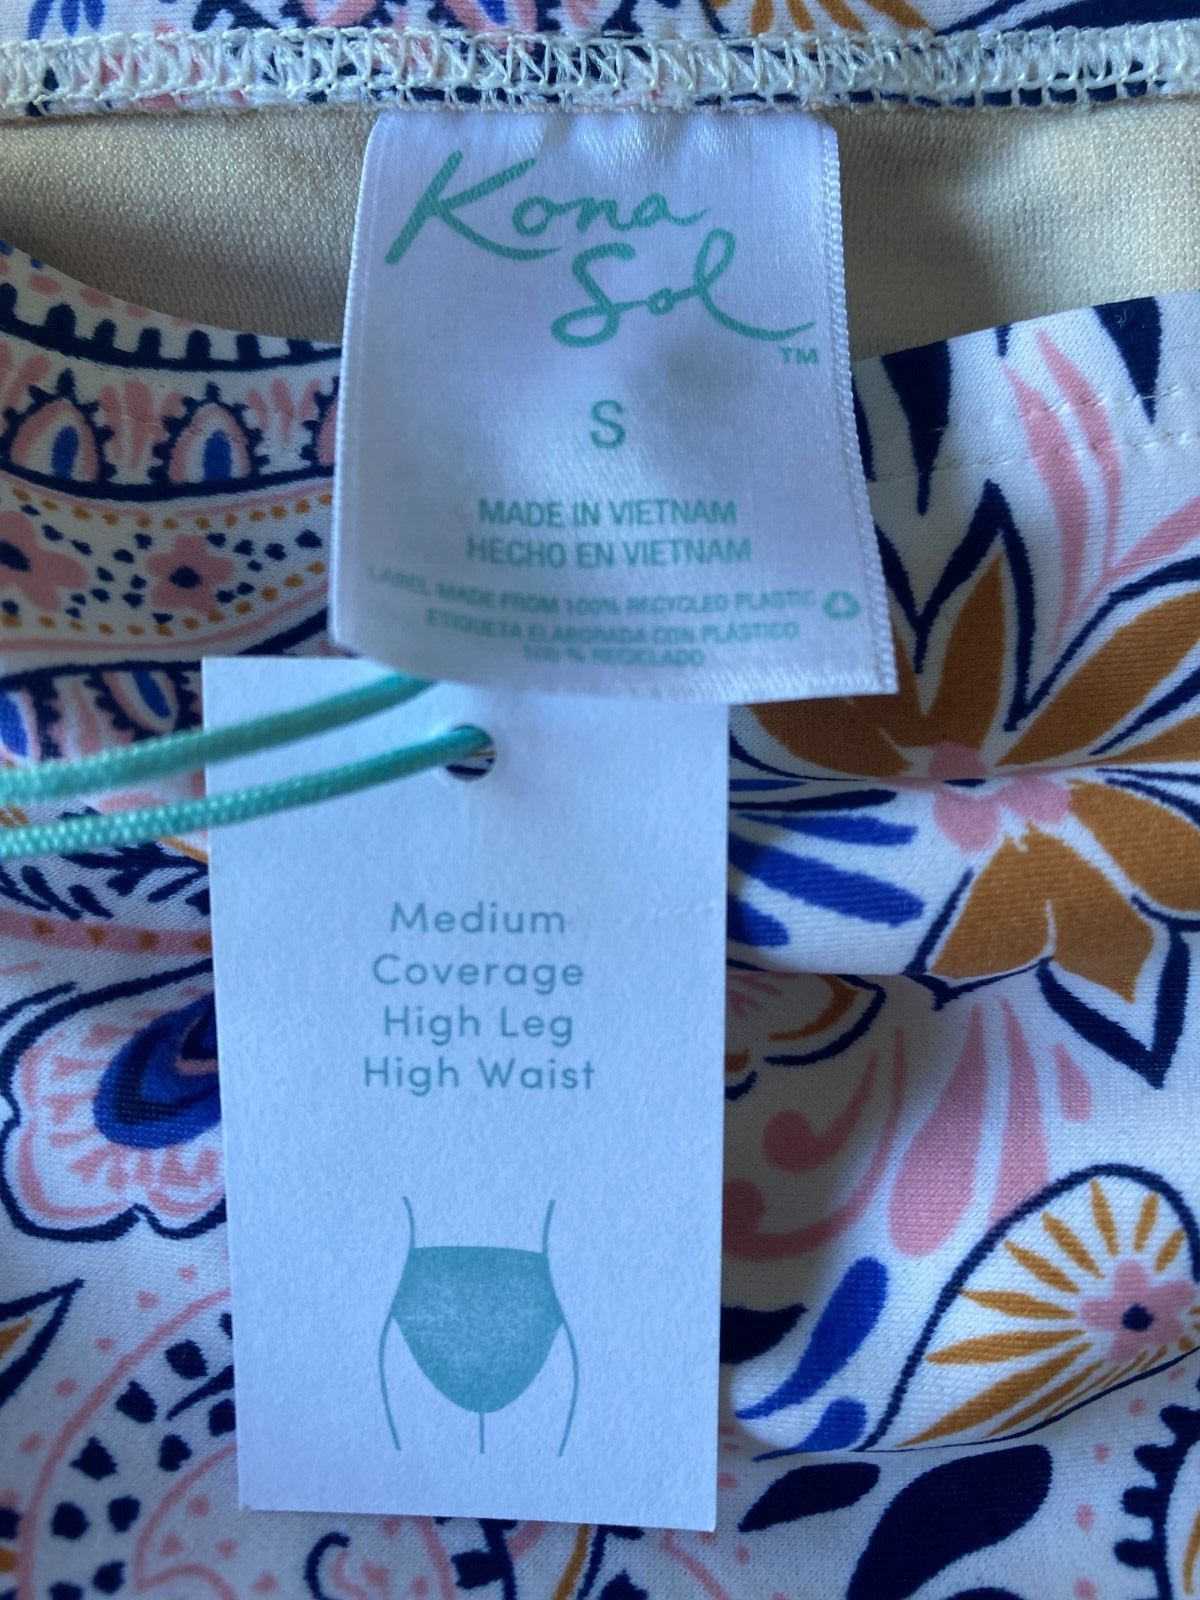 Kona
Sol
TM
S
MADE IN VIETNAM
HECHO EN VIETNAM
LABEL MADE FROM 100% RECYCLED PLASTIC
ETIQUETA ELABORADA CON PLÁSTICO
100 % RECICLADO
Medium
Coverage
High Leg
High Waist